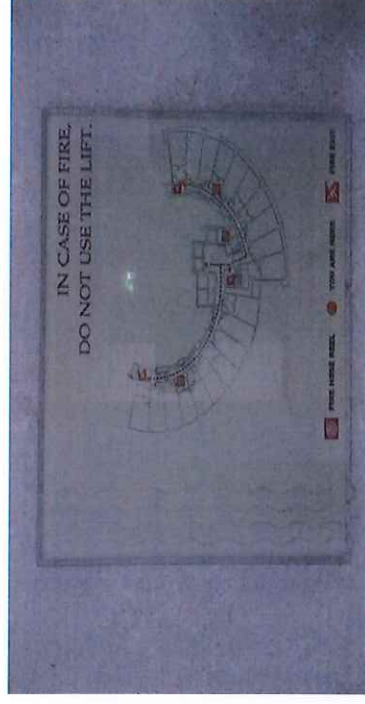 IN CASE OF FIRE,
DO NOT USE THE LIFT.
FIRE HOSE REEL YOU ARE HERE FIRE EXIT